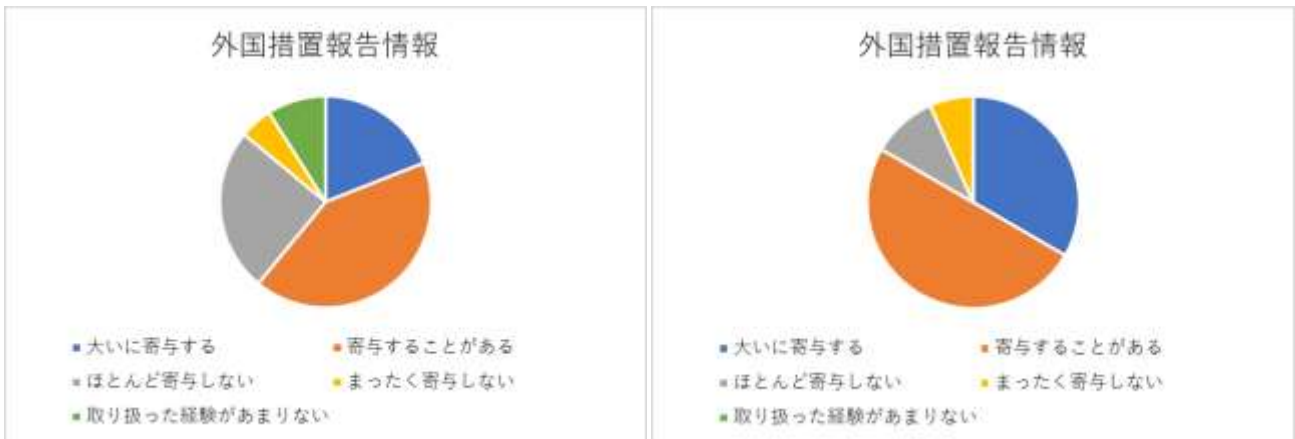 外国措置報告情報
大いに寄与する
寄与することがある
ほとんど寄与しない
まったく寄与しない
取り扱った経験があまりない
外国措置報告情報
大いに寄与する
寄与することがある
ほとんど寄与しない
まったく寄与しない
取り扱った経験があまりない